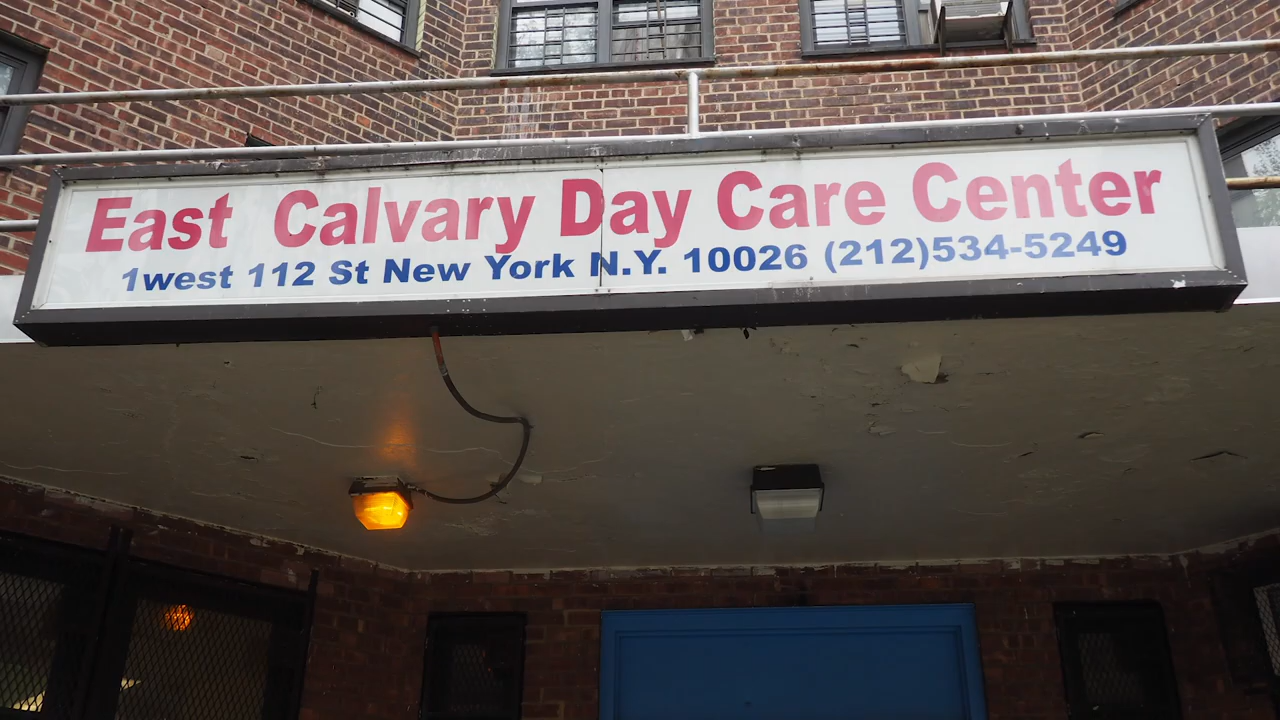 East Calvary Day Care Center
1west 112 St New York N.Y. 10026 (212)534-5249